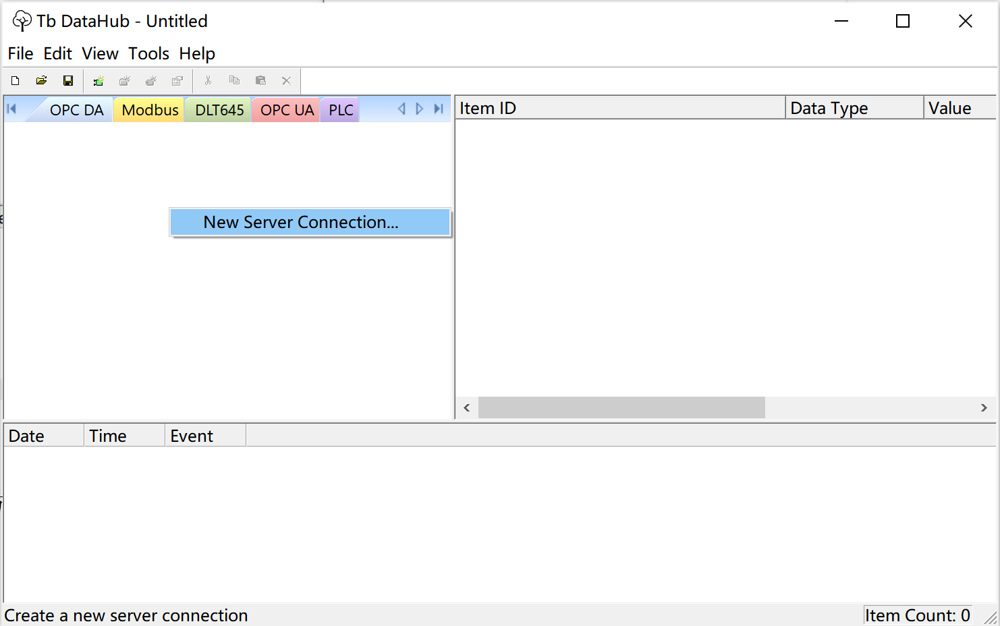 Tb DataHub - Untitled
File Edit View Tools Help
OPC DA Modbus DLT645 OPC UA PLC
Item ID Data Type Value
New Server Connection...
Date Time Event
Create a new server connection
Item Count: 0